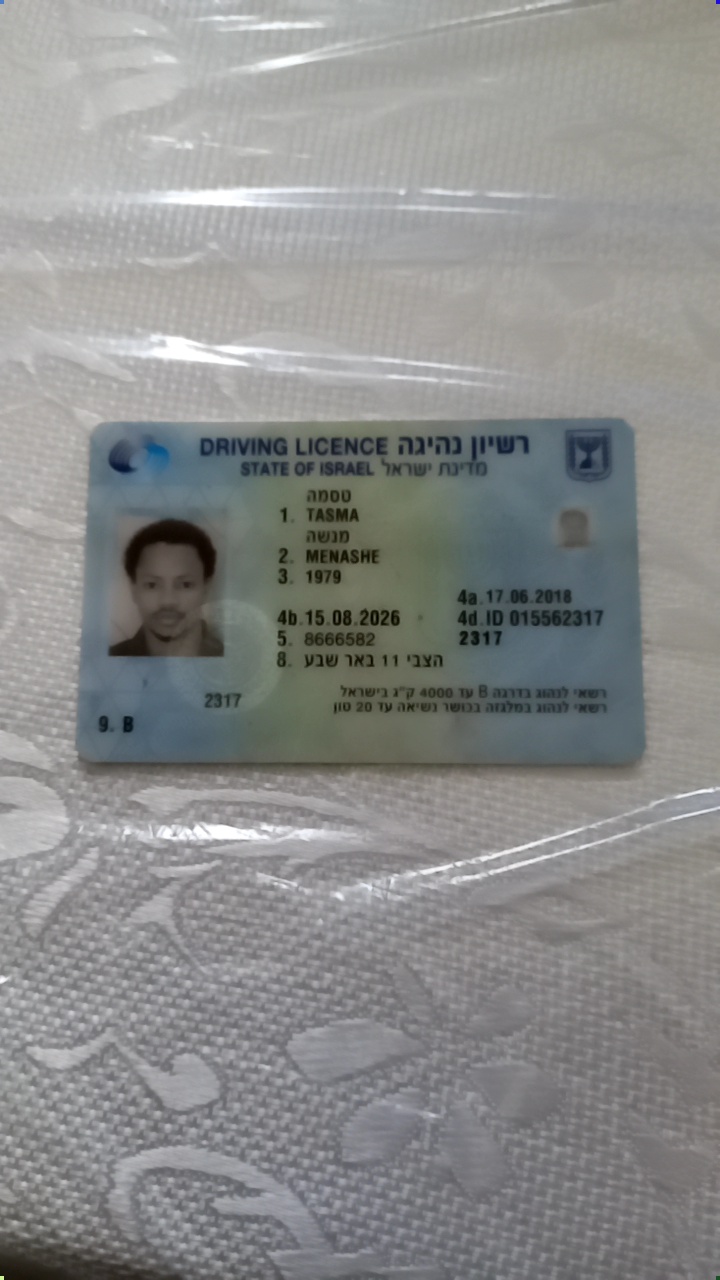 DRIVING LICENCE רשיון נהיגה
STATE OF ISRAEL מדינת ישראל
טסמה
1. TASMA
מנשה
2. MENASHE
3. 1979
4a.17.06.2018
4b.15.08.2026
4d.ID 015562317
5. 8666582
2317
8. הצבי 11 באר שבע
2317
רשאי לנהוג בדרגה B עד 4000 ק"ג בישראל
רשאי לנהוג במלגזה בכושר נשיאה עד 20 טון
9. B